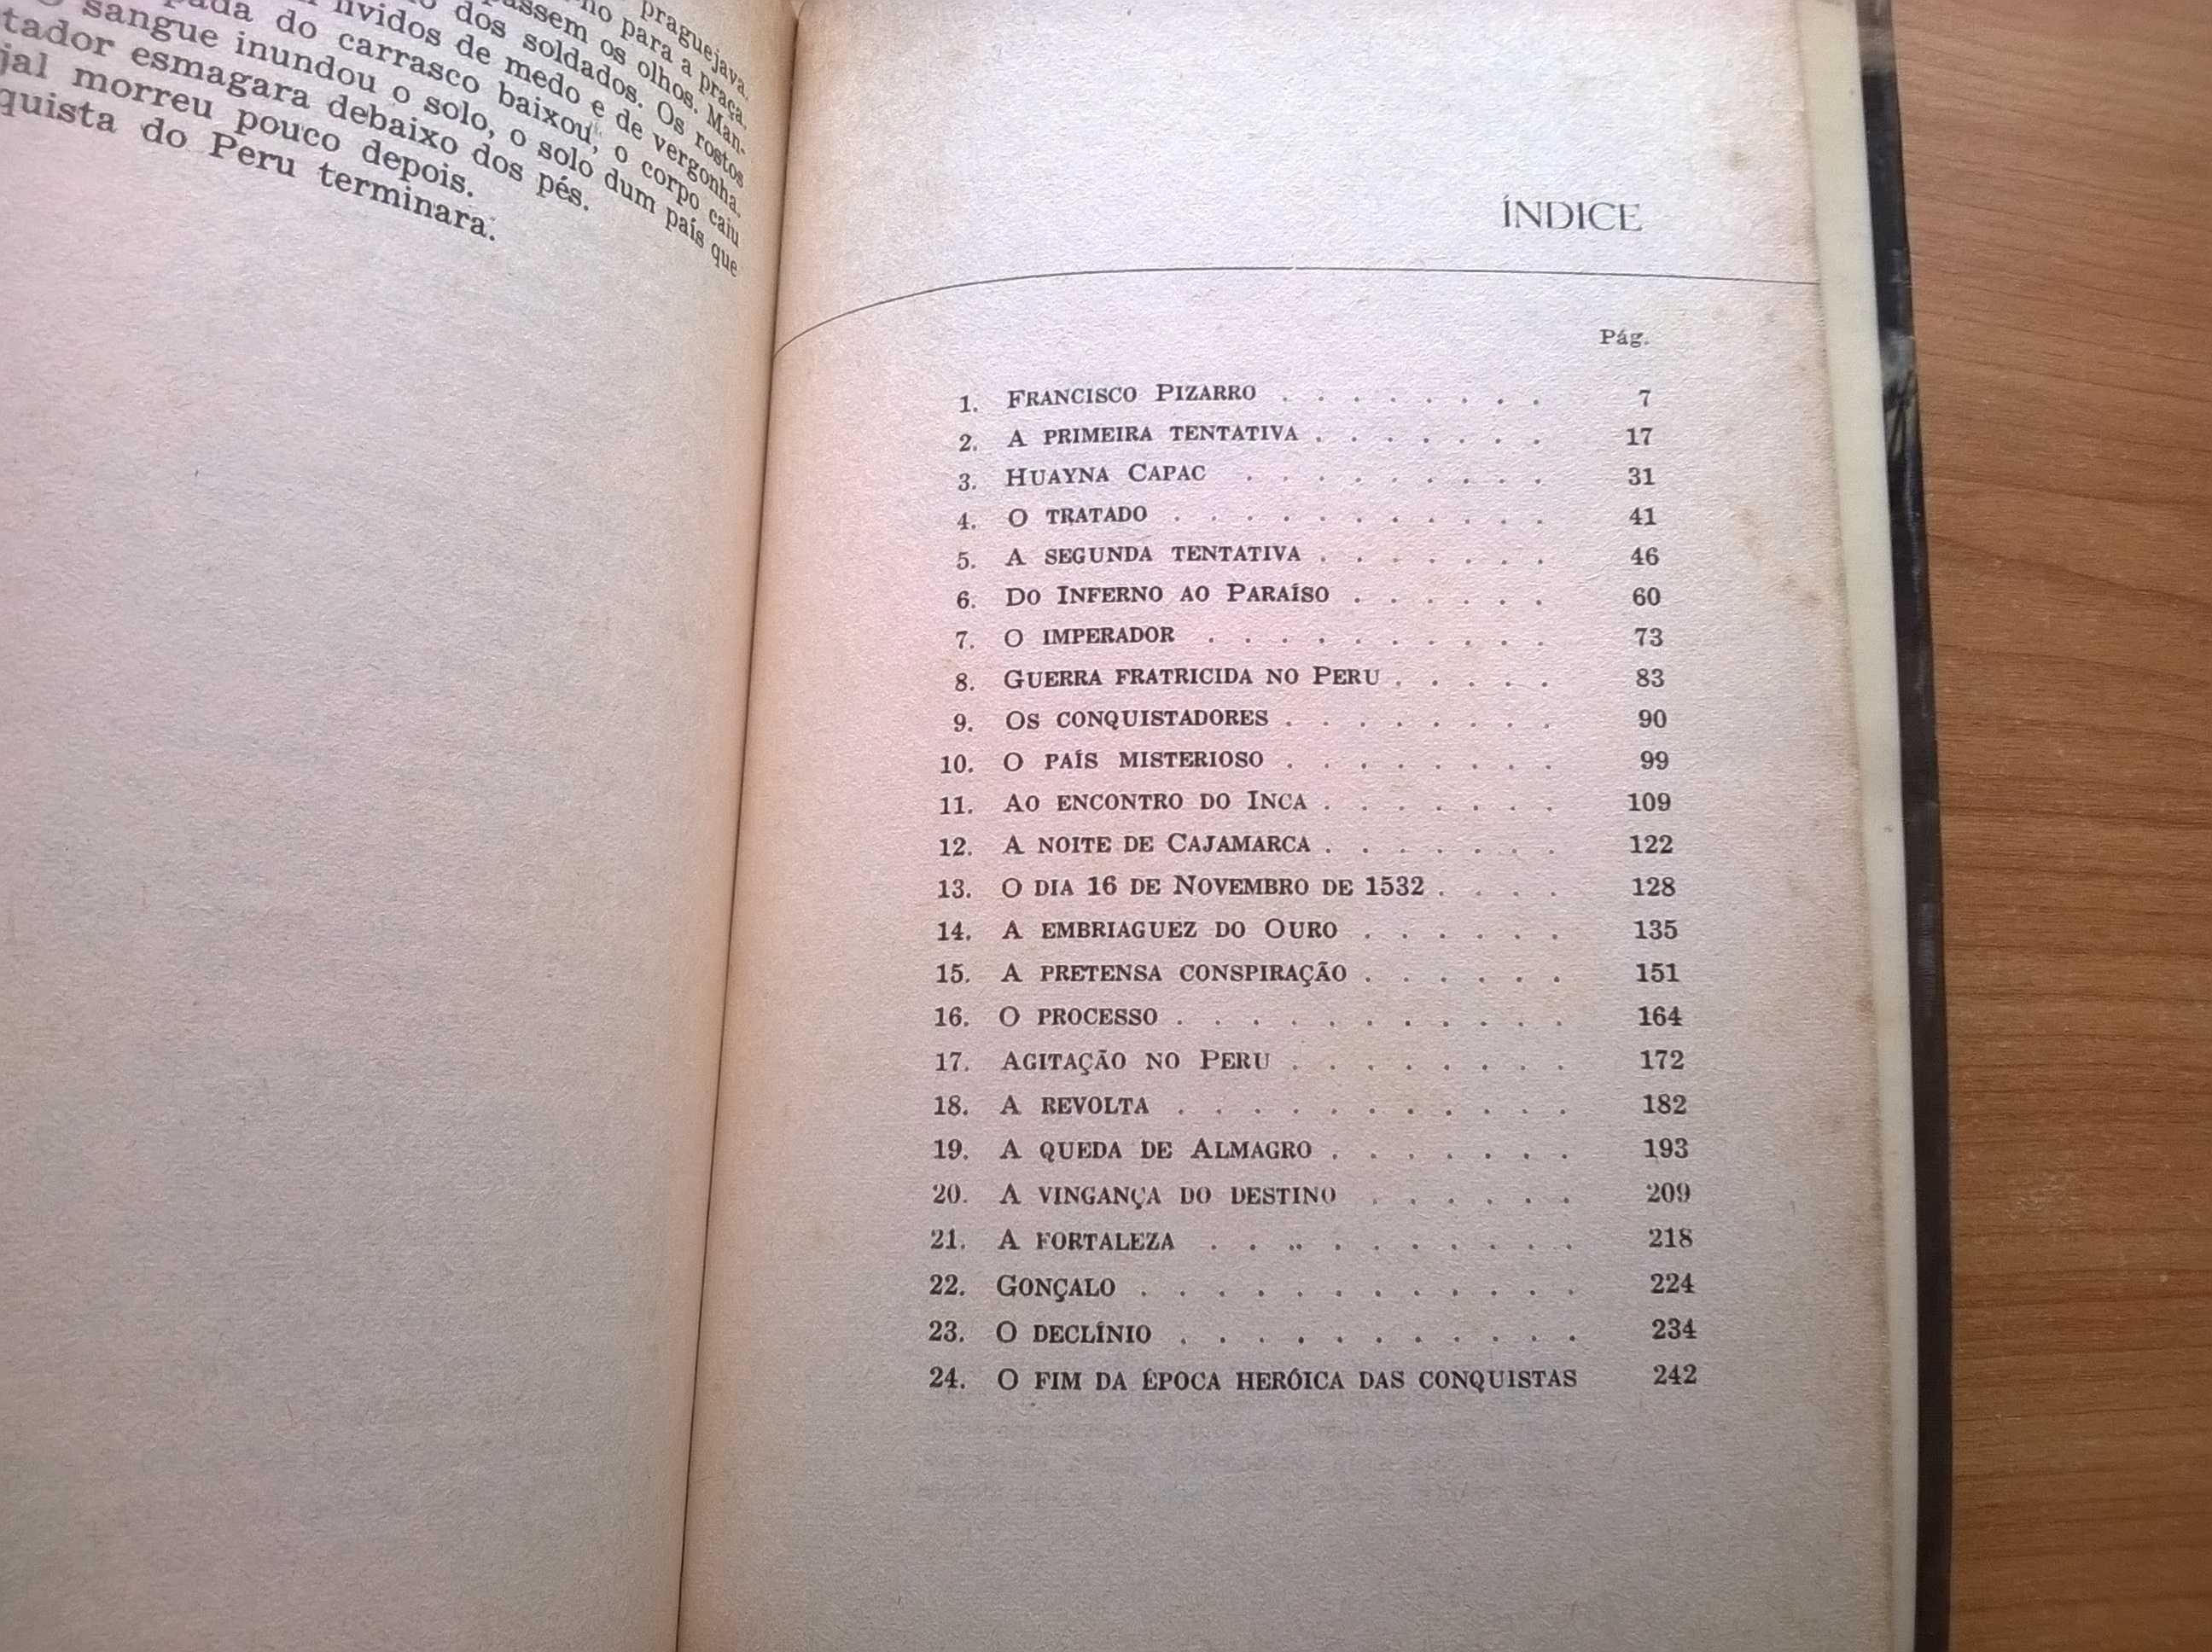 praguejava.
no para a praça.
passem os olhos. Man-
dos soldados. Os rostos
lívidos de medo e de vergonha.
do carrasco baixou, o corpo caiu
sangue inundou o solo, o solo dum país que
tador esmagara debaixo dos pés.
jal morreu pouco depois.
quista do Peru terminara.
ÍNDICE
Pág.
1. FRANCISCO PIZARRO . . . . . . . . 7
2. A PRIMEIRA TENTATIVA . . . . . . . 17
3. HUAYNA CAPAC . . . . . . . . . 31
4. O TRATADO . . . . . . . . . . . 41
5. A SEGUNDA TENTATIVA . . . . . . . 46
6. DO INFERNO AO PARAÍSO . . . . . . 60
7. O IMPERADOR . . . . . . . . . . 73
8. GUERRA FRATRICIDA NO PERU . . . . . 83
9. OS CONQUISTADORES . . . . . . . . 90
10. O PAÍS MISTERIOSO . . . . . . . . 99
11. AO ENCONTRO DO INCA . . . . . . . 109
12. A NOITE DE CAJAMARCA . . . . . . . 122
13. O DIA 16 DE NOVEMBRO DE 1532 . . . . 128
14. A EMBRIAGUEZ DO OURO . . . . . . 135
15. A PRETENSA CONSPIRAÇÃO . . . . . . 151
16. O PROCESSO . . . . . . . . . . . 164
17. AGITAÇÃO NO PERU . . . . . . . . 172
18. A REVOLTA . . . . . . . . . . . 182
19. A QUEDA DE ALMAGRO . . . . . . . 193
20. A VINGANÇA DO DESTINO . . . . . . 209
21. A FORTALEZA . . . . . . . . . . 218
22. GONÇALO . . . . . . . . . . . . 224
23. O DECLÍNIO . . . . . . . . . . . 234
24. O FIM DA ÉPOCA HERÓICA DAS CONQUISTAS 242